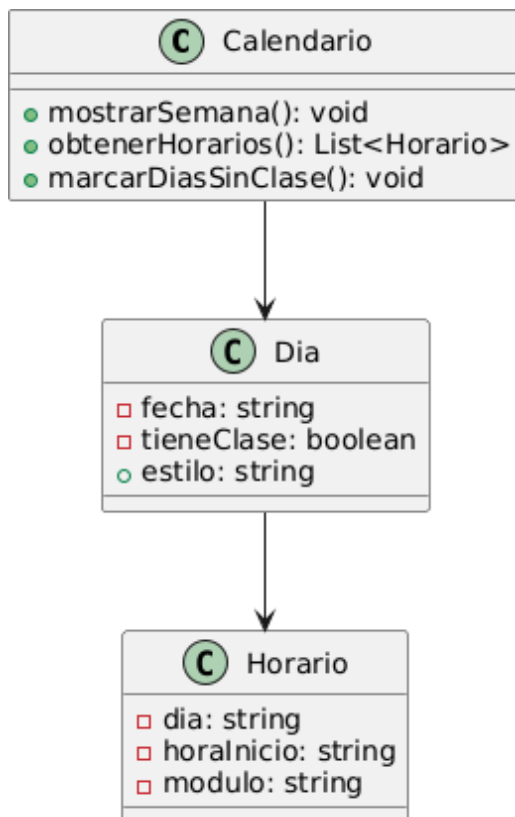 C Calendario
mostrarSemana(): void
obtenerHorarios(): List<Horario>
marcarDiasSinClase(): void
C Dia
fecha: string
tieneClase: boolean
estilo: string
C Horario
dia: string
horaInicio: string
modulo: string